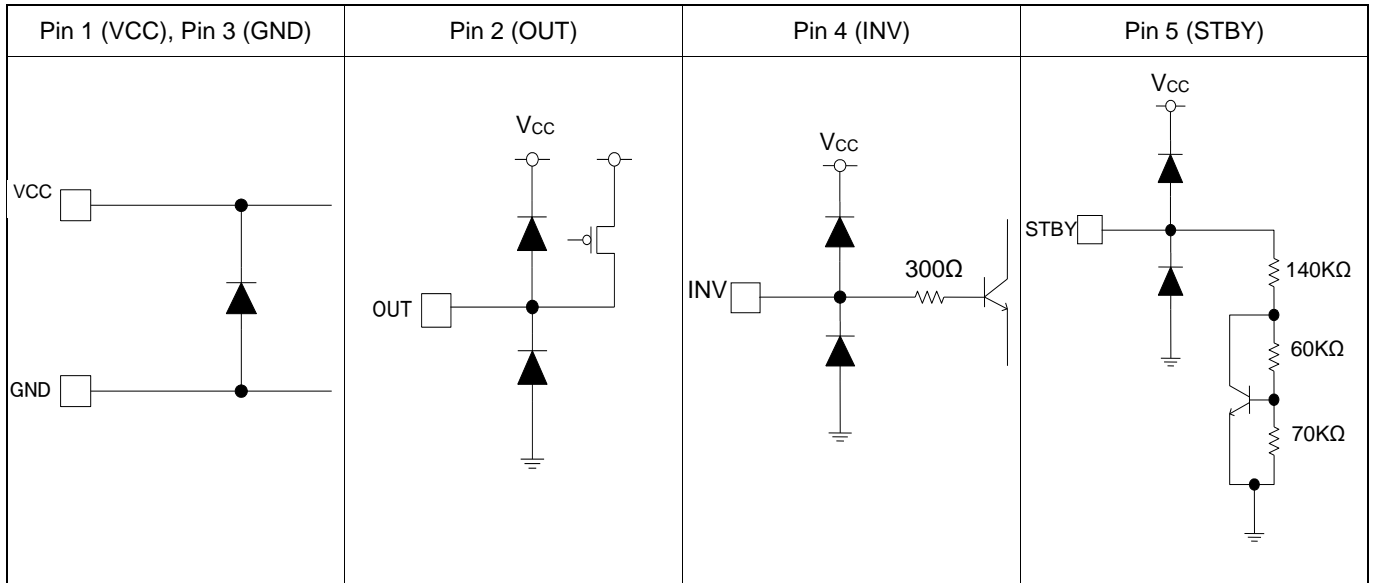 Pin 1 (VCC), Pin 3 (GND)
Pin 2 (OUT)
Pin 4 (INV)
Pin 5 (STBY)
VCC
GND
VCC
OUT
VCC
INV
300Ω
VCC
STBY
140KΩ
60KΩ
70KΩ